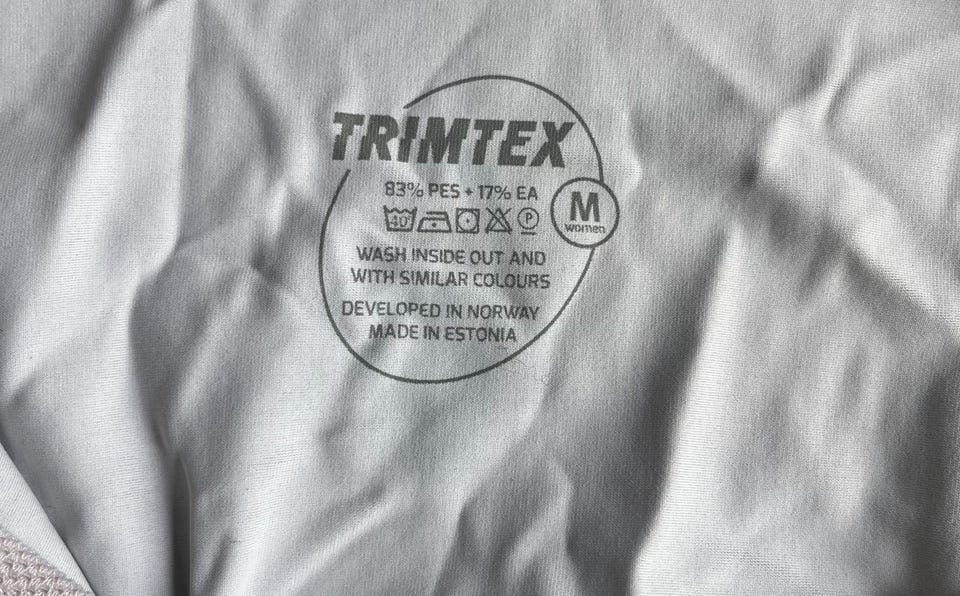 TRIMTEX
83% PES + 17% EA
40°
P
M
women
WASH INSIDE OUT AND
WITH SIMILAR COLOURS
DEVELOPED IN NORWAY
MADE IN ESTONIA